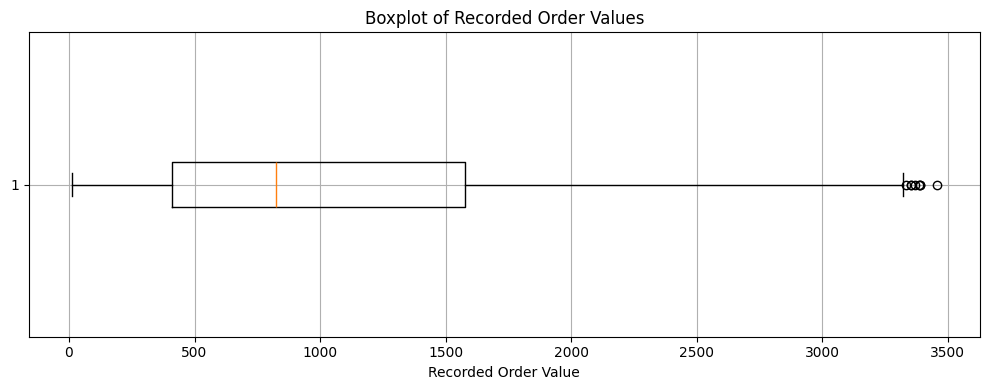 Boxplot of Recorded Order Values
1
0 500 1000 1500 2000 2500 3000 3500
Recorded Order Value